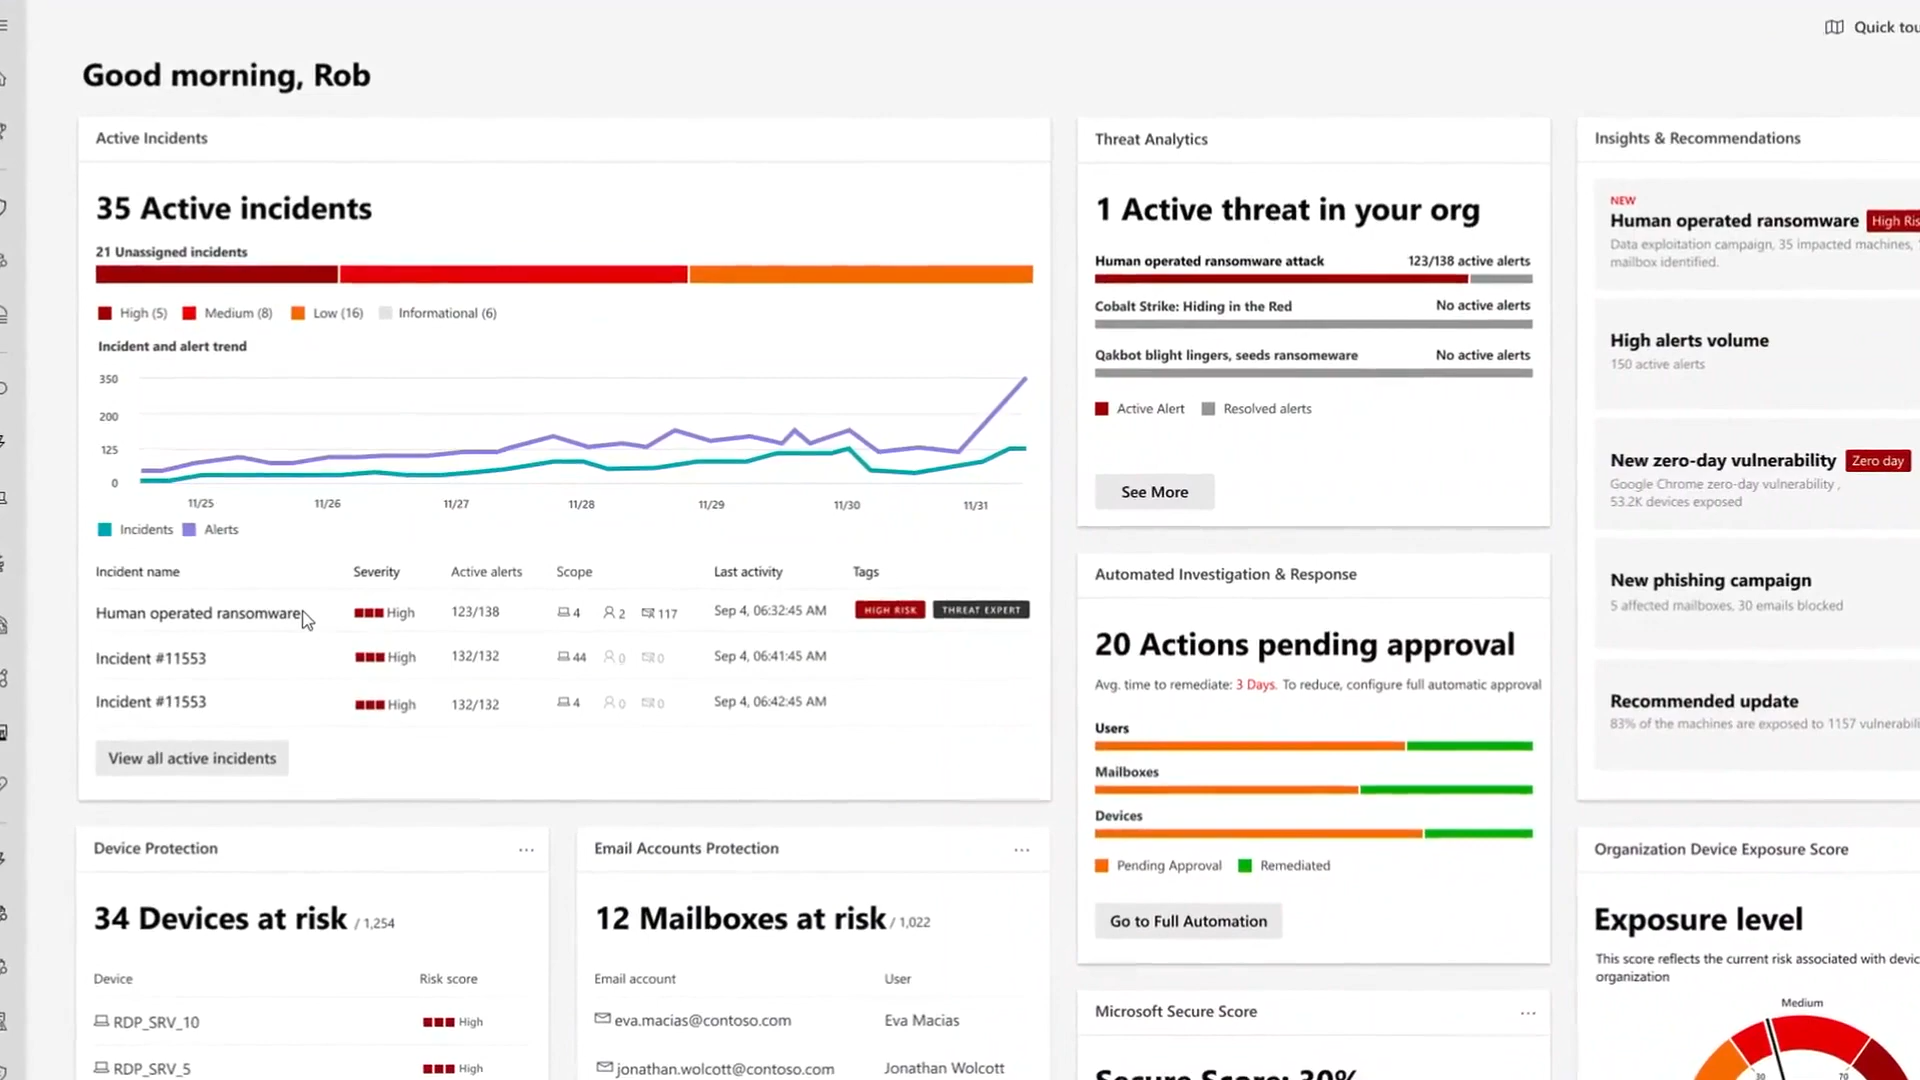 Quick
Good morning, Rob
Active Incidents
35 Active incidents
21 Unassigned incidents
High (5) Medium (8) Low (16) Informational (6)
Incident and alert trend
350
200
125
0
11/25 11/26 11/27 11/28 11/29 11/30 11/31
Incidents Alerts
Incident name Severity Active alerts Scope Last activity Tags
Human operated ransomware High 123/138 4 2 117 Sep 4, 06:32:45 AM HIGH RISK THREAT EXPERT
Incident #11553 High 132/132 44 0 0 Sep 4, 06:41:45 AM
Incident #11553 High 132/132 4 0 0 Sep 4, 06:42:45 AM
View all active incidents
Threat Analytics
1 Active threat in your org
Human operated ransomware attack 123/138 active alerts
Cobalt Strike: Hiding in the Red No active alerts
Qakbot blight lingers, seeds ransomeware No active alerts
Active Alert Resolved alerts
See More
Insights & Recommendations
NEW
Human operated ransomware High
Data exploitation campaign, 35 impacted machines,
mailbox identified.
High alerts volume
150 active alerts
New zero-day vulnerability Zero day
Google Chrome zero-day vulnerability ,
53.2K devices exposed
New phishing campaign
5 affected mailboxes, 30 emails blocked
Recommended update
83% of the machines are exposed to 1157
Automated Investigation & Response
20 Actions pending approval
Avg. time to remediate: 3 Days. To reduce, configure full automatic approval
Users
Mailboxes
Devices
Pending Approval Remediated
Go to Full Automation
Device Protection ...
34 Devices at risk / 1,254
Device Risk score
RDP_SRV_10 High
RDP_SRV_5 High
Email Accounts Protection ...
12 Mailboxes at risk / 1,022
Email account User
eva.macias@contoso.com Eva Macias
jonathan.wolcott@contoso.com Jonathan Wolcott
Microsoft Secure Score ...
Secure Score: 30%
Organization Device Exposure Score
Exposure level
This score reflects the current risk associated with
organization
Medium
30 70